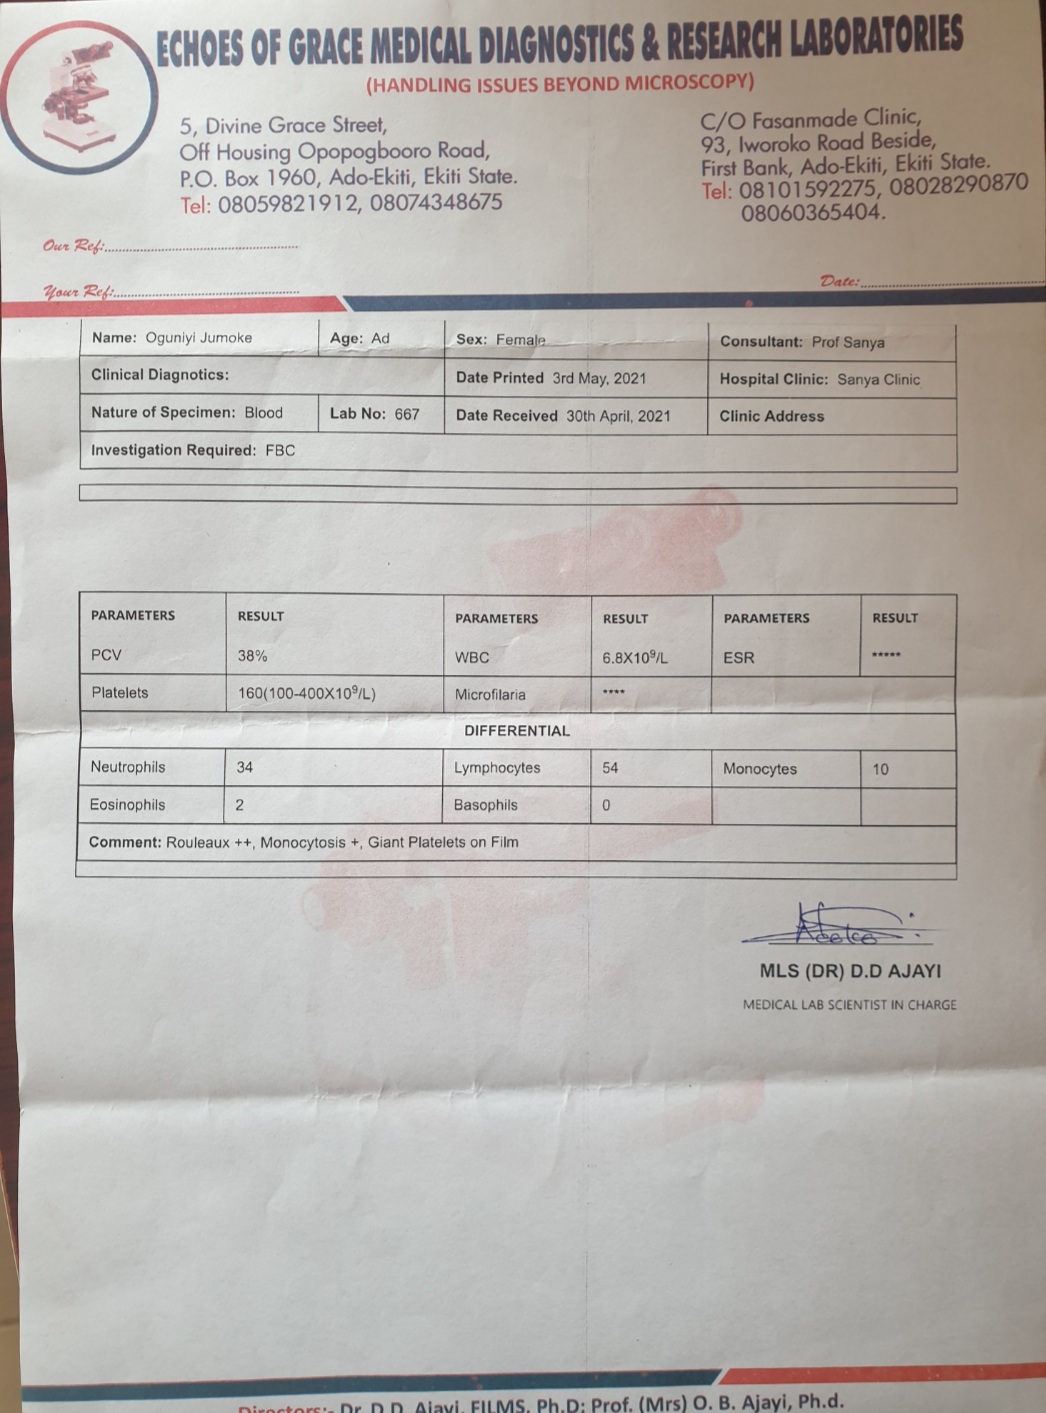 ECHOES OF GRACE MEDICAL DIAGNOSTICS & RESEARCH LABORATORIES
(HANDLING ISSUES BEYOND MICROSCOPY)
5, Divine Grace Street,
Off Housing Opopogbooro Road,
P.O. Box 1960, Ado-Ekiti, Ekiti State.
Tel: 08059821912, 08074348675
C/O Fasanmade Clinic,
93, Iworoko Road Beside,
First Bank, Ado-Ekiti, Ekiti State.
Tel: 08101592275, 08028290870
08060365404.
Our Ref:
Your Ref:
Date:
Name: Oguniyi Jumoke Age: Ad Sex: Female Consultant: Prof Sanya
Clinical Diagnotics: Date Printed 3rd May, 2021 Hospital Clinic: Sanya Clinic
Nature of Specimen: Blood Lab No: 667 Date Received 30th April, 2021 Clinic Address
Investigation Required: FBC
PARAMETERS RESULT PARAMETERS RESULT PARAMETERS RESULT
PCV 38% WBC 6.8X10⁹/L ESR *****
Platelets 160(100-400X10⁹/L) Microfilaria ****
DIFFERENTIAL
Neutrophils 34 Lymphocytes 54 Monocytes 10
Eosinophils 2 Basophils 0
Comment: Rouleaux ++, Monocytosis +, Giant Platelets on Film
MLS (DR) D.D AJAYI
MEDICAL LAB SCIENTIST IN CHARGE
Directors:- Dr. D.D. Ajayi, FILMS, Ph.D; Prof. (Mrs) O. B. Ajayi, Ph.d.